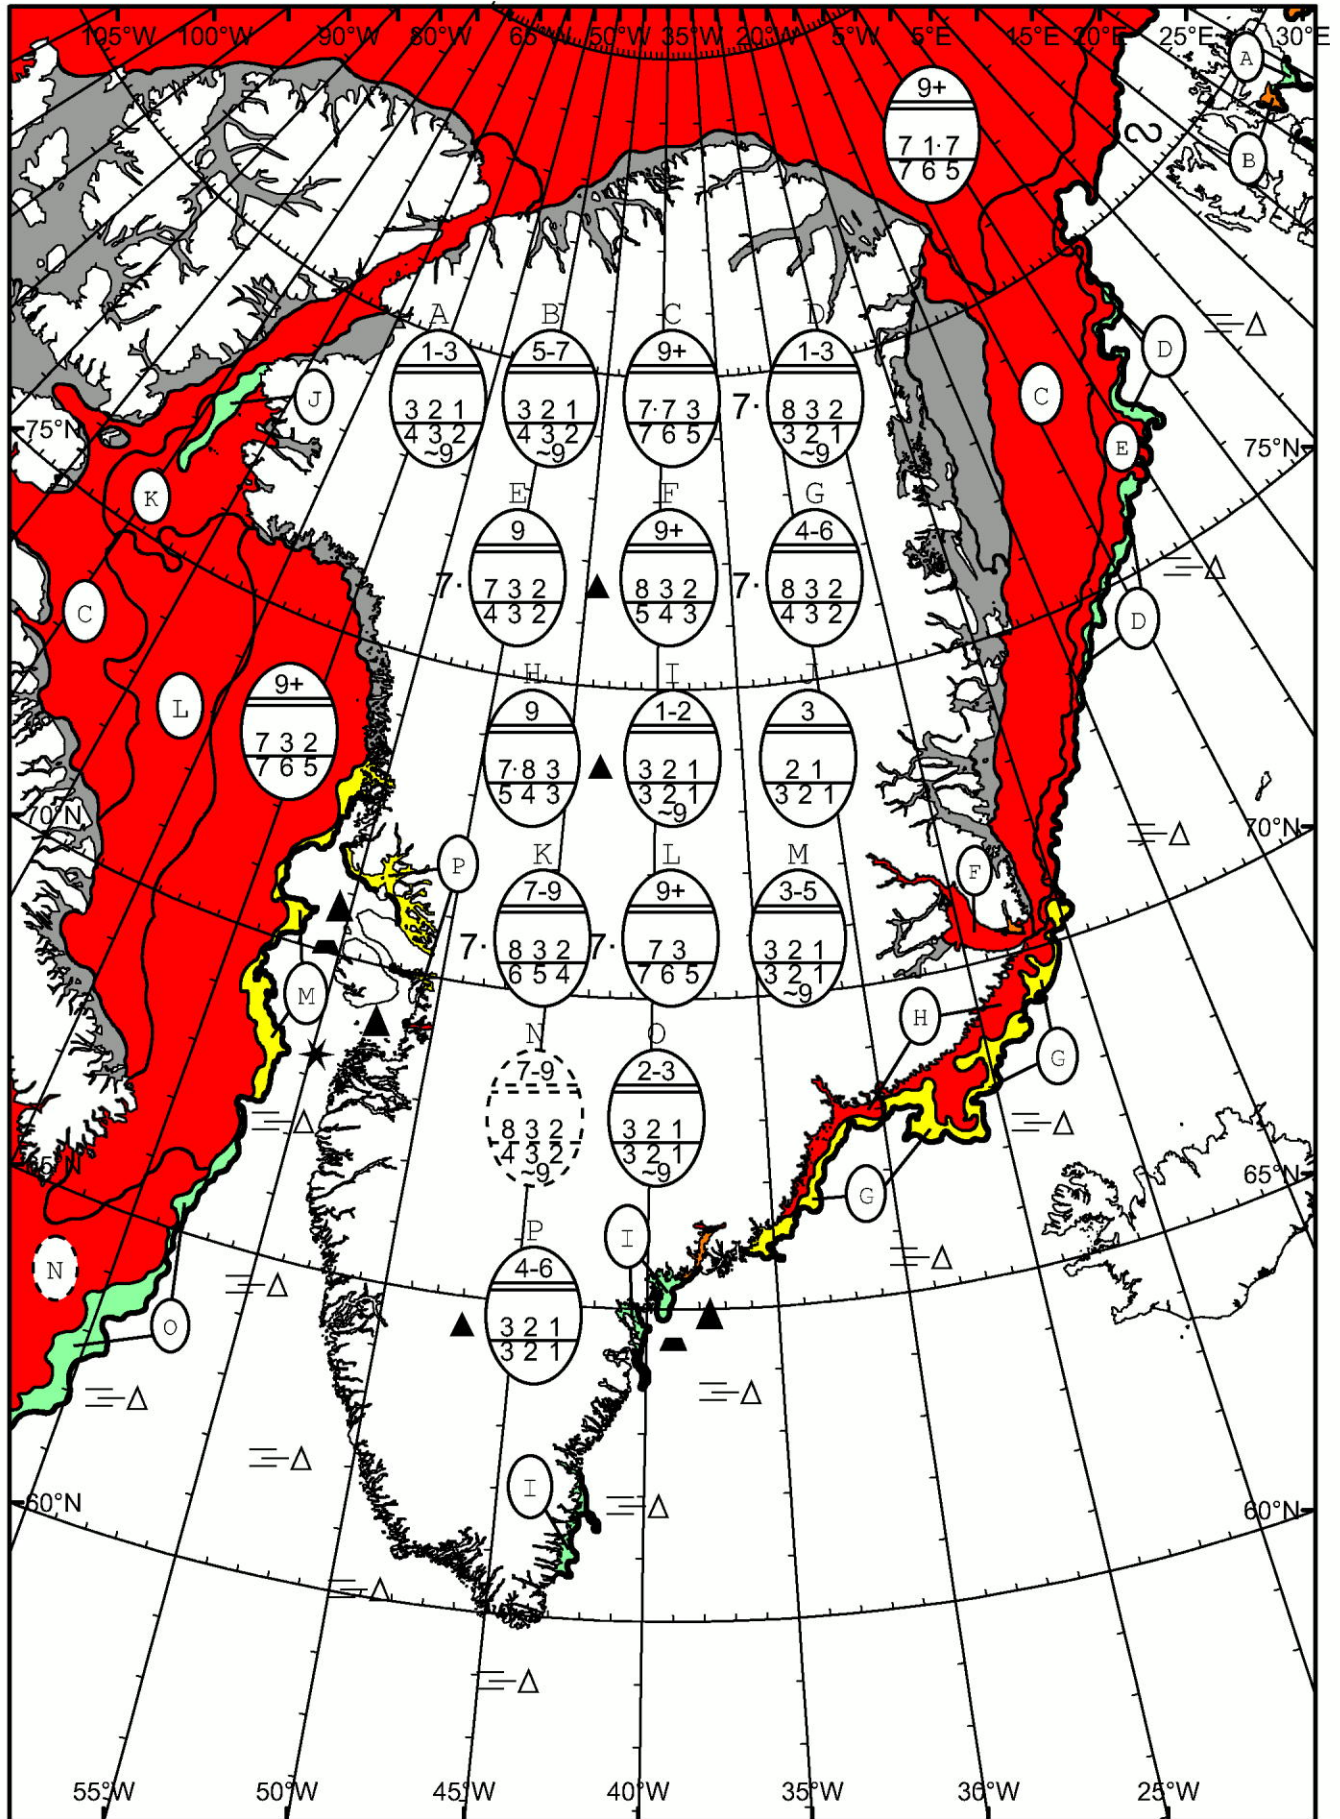 105°W 100°W 90°W 80°W 65°W 50°W 35°W 20°W 5°W 5°E 15°E 20°E 25°E 30°E
A
9+
7 1·7
7 6 5
B
A B C D
1-3 5-7 9+ 1-3
3 2 1 3 2 1 7·7 3 7· 8 3 2
4 3 2 4 3 2 7 6 5 3 2 1
~9 ~9 ~9
D
J
C
75°N
E
75°N
K
E F G
9 9+ 4-6
7· 7 3 2 8 3 2 7· 8 3 2
4 3 2 5 4 3 4 3 2
C
D
H I J
L
9+
7 3 2
7 6 5
9 1-2 3
7·8 3 3 2 1 2 1
5 4 3 3 2 1 3 2 1
~9
70°N
70°N
P
F
K L M
7-9 9+ 3-5
7· 8 3 2 7· 7 3 3 2 1
6 5 4 7 6 5 3 2 1
~9
M
H
G
N O
7-9 2-3
8 3 2 3 2 1
4 3 2 3 2 1
~9 ~9
65°N
65°N
G
P
I
N
4-6
3 2 1
3 2 1
O
I
60°N
60°N
55°W 50°W 45°W 40°W 35°W 30°W 25°W